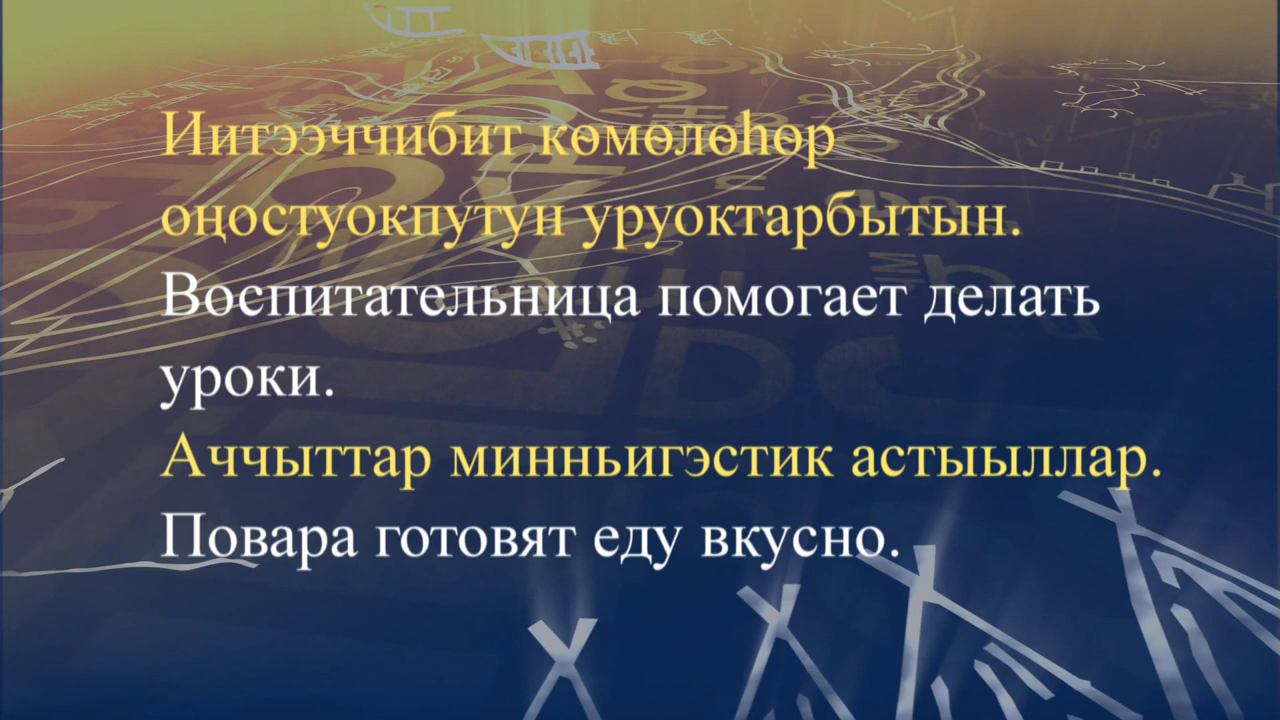 Иитээччибит көмөлөһөр
оҥостуокпутун уруоктарбытын.
Воспитательница помогает делать
уроки.
Аччыттар минньигэстик астыыллар.
Повара готовят еду вкусно.